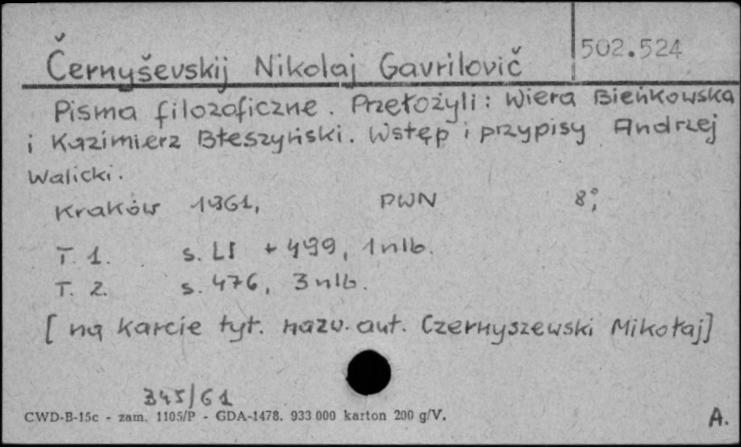 Černyševskij Nikolaj Gavrilovič 502.524
Pisma filozoficzne. Przełożyli: Wiera Bieńkowska
i Kazimierz Błeszyński. Wstęp i przypisy Andrzej
Walicki.
Kraków 1961, PWN 8°,
T. 1. s. LI + 499, 1 nlb.
T. 2. s. 476, 3 nlb.
[na karcie tyt. nazw. aut. Czernyszewski Mikołaj]
345/61
CWD-B-15c - zam. 1105/P - GDA-1478. 933 000 karton 200 g/V.
A.